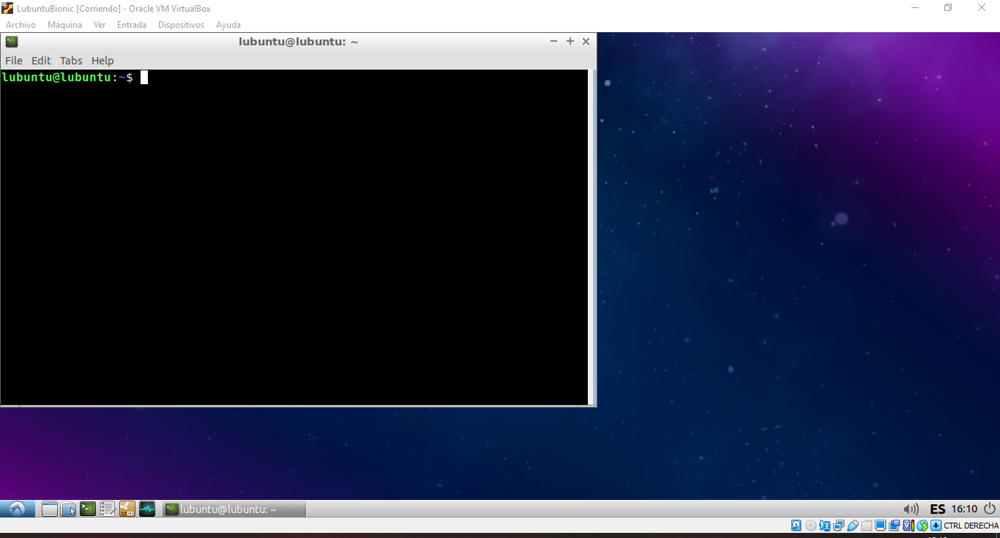 LubuntuBionic [Corriendo] - Oracle VM VirtualBox
Archivo Máquina Ver Entrada Dispositivos Ayuda
lubuntu@lubuntu: ~
File Edit Tabs Help
lubuntu@lubuntu:~$
lubuntu@lubuntu: ~
ES 16:10
CTRL DERECHA